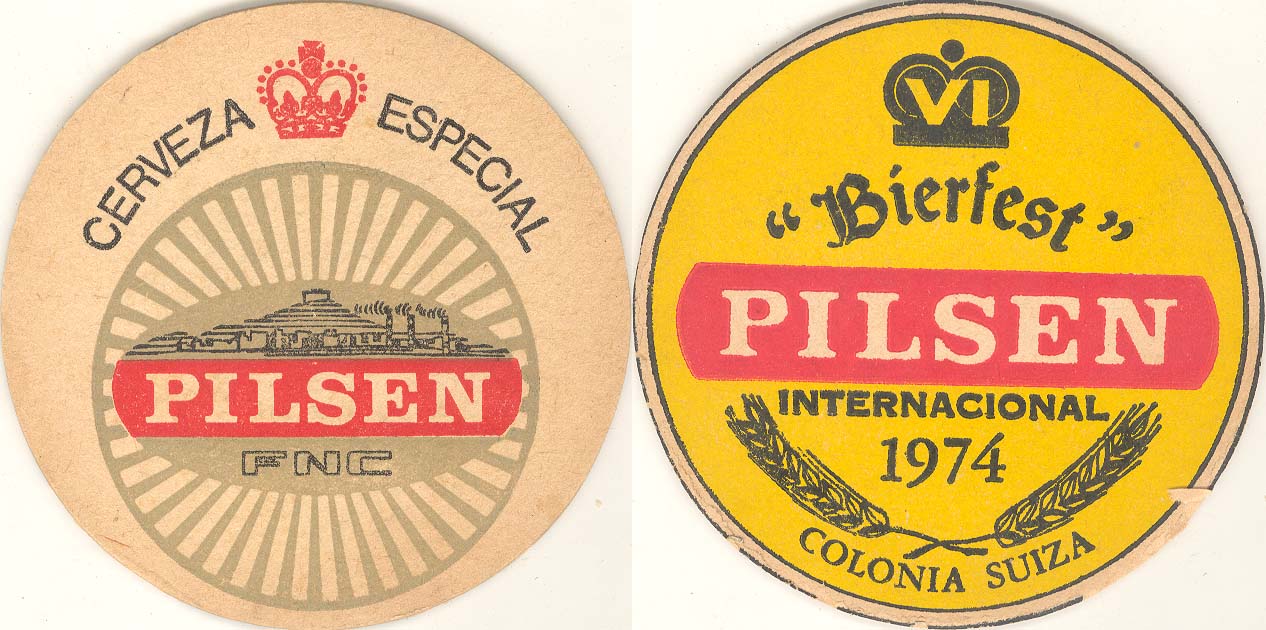 CERVEZA ESPECIAL
PILSEN
FNC
VI
“Bierfest”
PILSEN
INTERNACIONAL
1974
COLONIA SUIZA